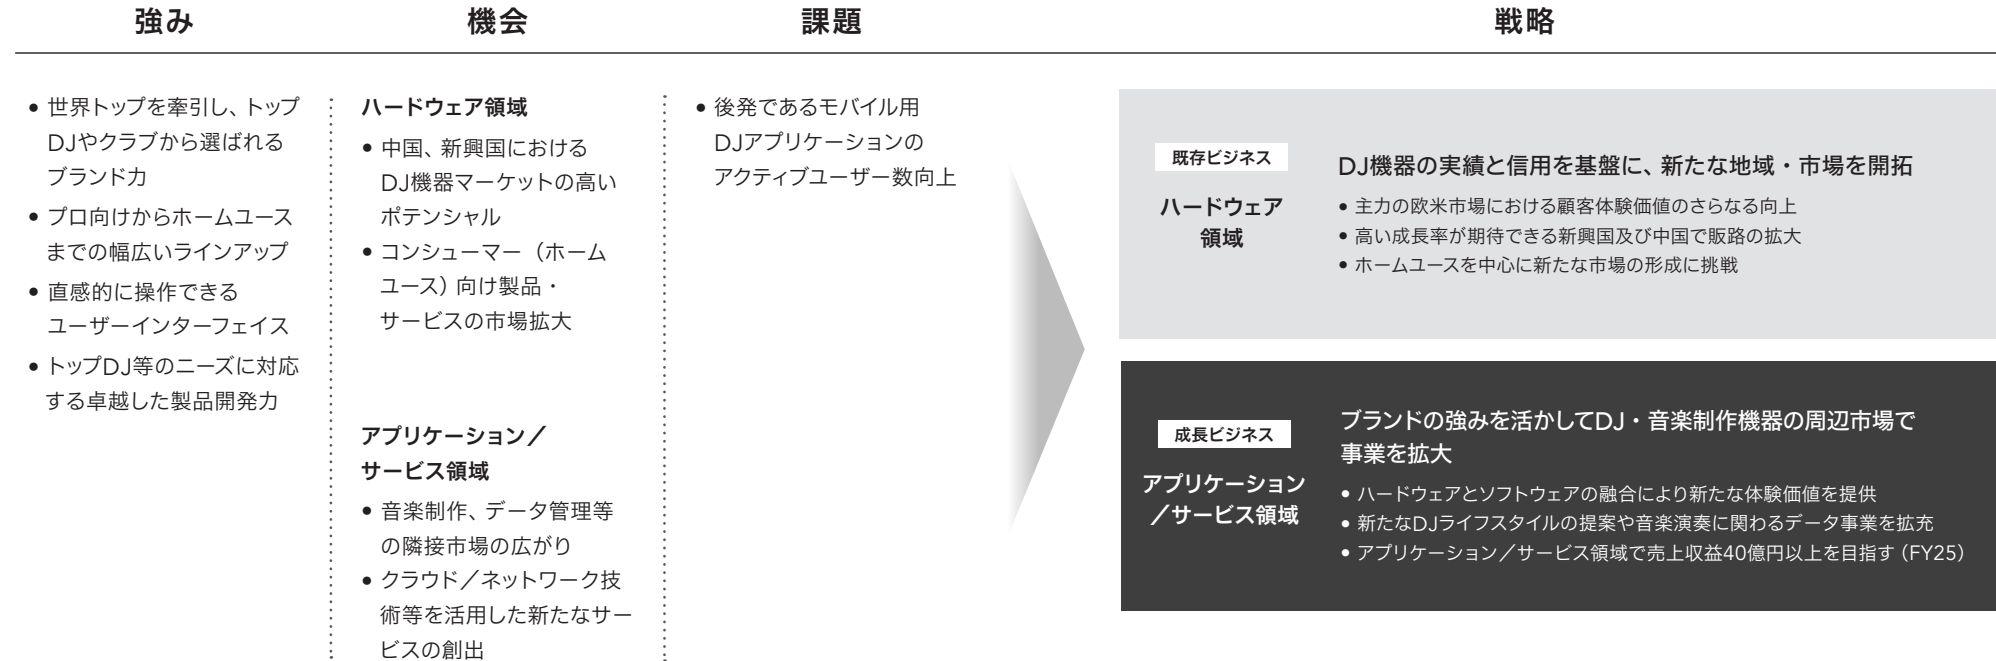 強み
機会
課題
戦略
• 世界トップを牽引し、トップ
DJやクラブから選ばれる
ブランド力
• プロ向けからホームユース
までの幅広いラインアップ
• 直感的に操作できる
ユーザーインターフェイス
• トップDJ等のニーズに対応
する卓越した製品開発力
ハードウェア領域
• 中国、新興国における
DJ機器マーケットの高い
ポテンシャル
• コンシューマー（ホーム
ユース）向け製品・
サービスの市場拡大
アプリケーション／
サービス領域
• 音楽制作、データ管理等
の隣接市場の広がり
• クラウド／ネットワーク技
術等を活用した新たなサー
ビスの創出
• 後発であるモバイル用
DJアプリケーションの
アクティブユーザー数向上
既存ビジネス
ハードウェア
領域
DJ機器の実績と信用を基盤に、新たな地域・市場を開拓
• 主力の欧米市場における顧客体験価値のさらなる向上
• 高い成長率が期待できる新興国及び中国で販路の拡大
• ホームユースを中心に新たな市場の形成に挑戦
成長ビジネス
アプリケーション
／サービス領域
ブランドの強みを活かしてDJ・音楽制作機器の周辺市場で
事業を拡大
• ハードウェアとソフトウェアの融合により新たな体験価値を提供
• 新たなDJライフスタイルの提案や音楽演奏に関わるデータ事業を拡充
• アプリケーション／サービス領域で売上収益40億円以上を目指す（FY25）